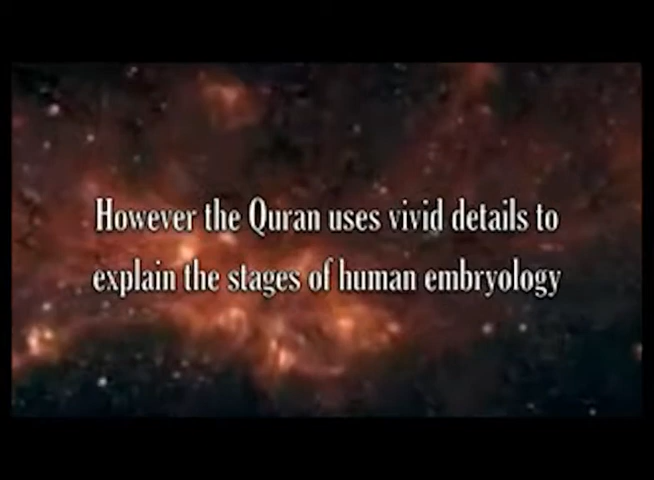 However the Quran uses vivid details to
explain the stages of human embryology